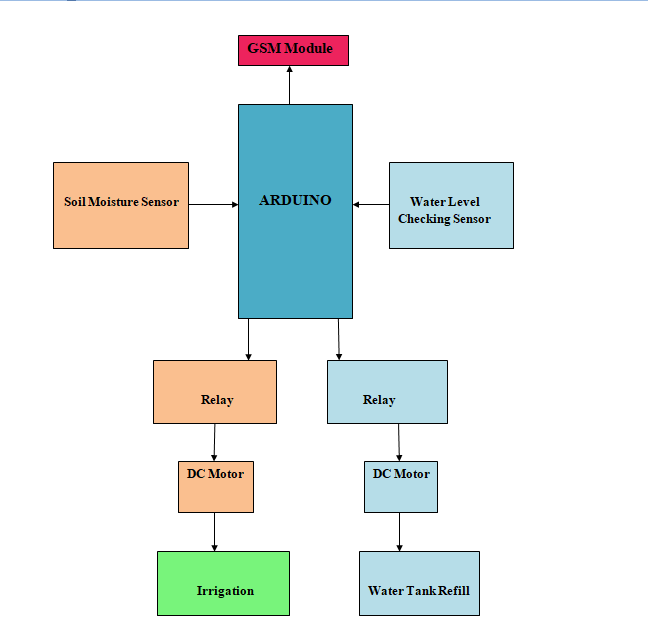 GSM Module
ARDUINO
Soil Moisture Sensor
Water Level
Checking Sensor
Relay
Relay
DC Motor
DC Motor
Irrigation
Water Tank Refill